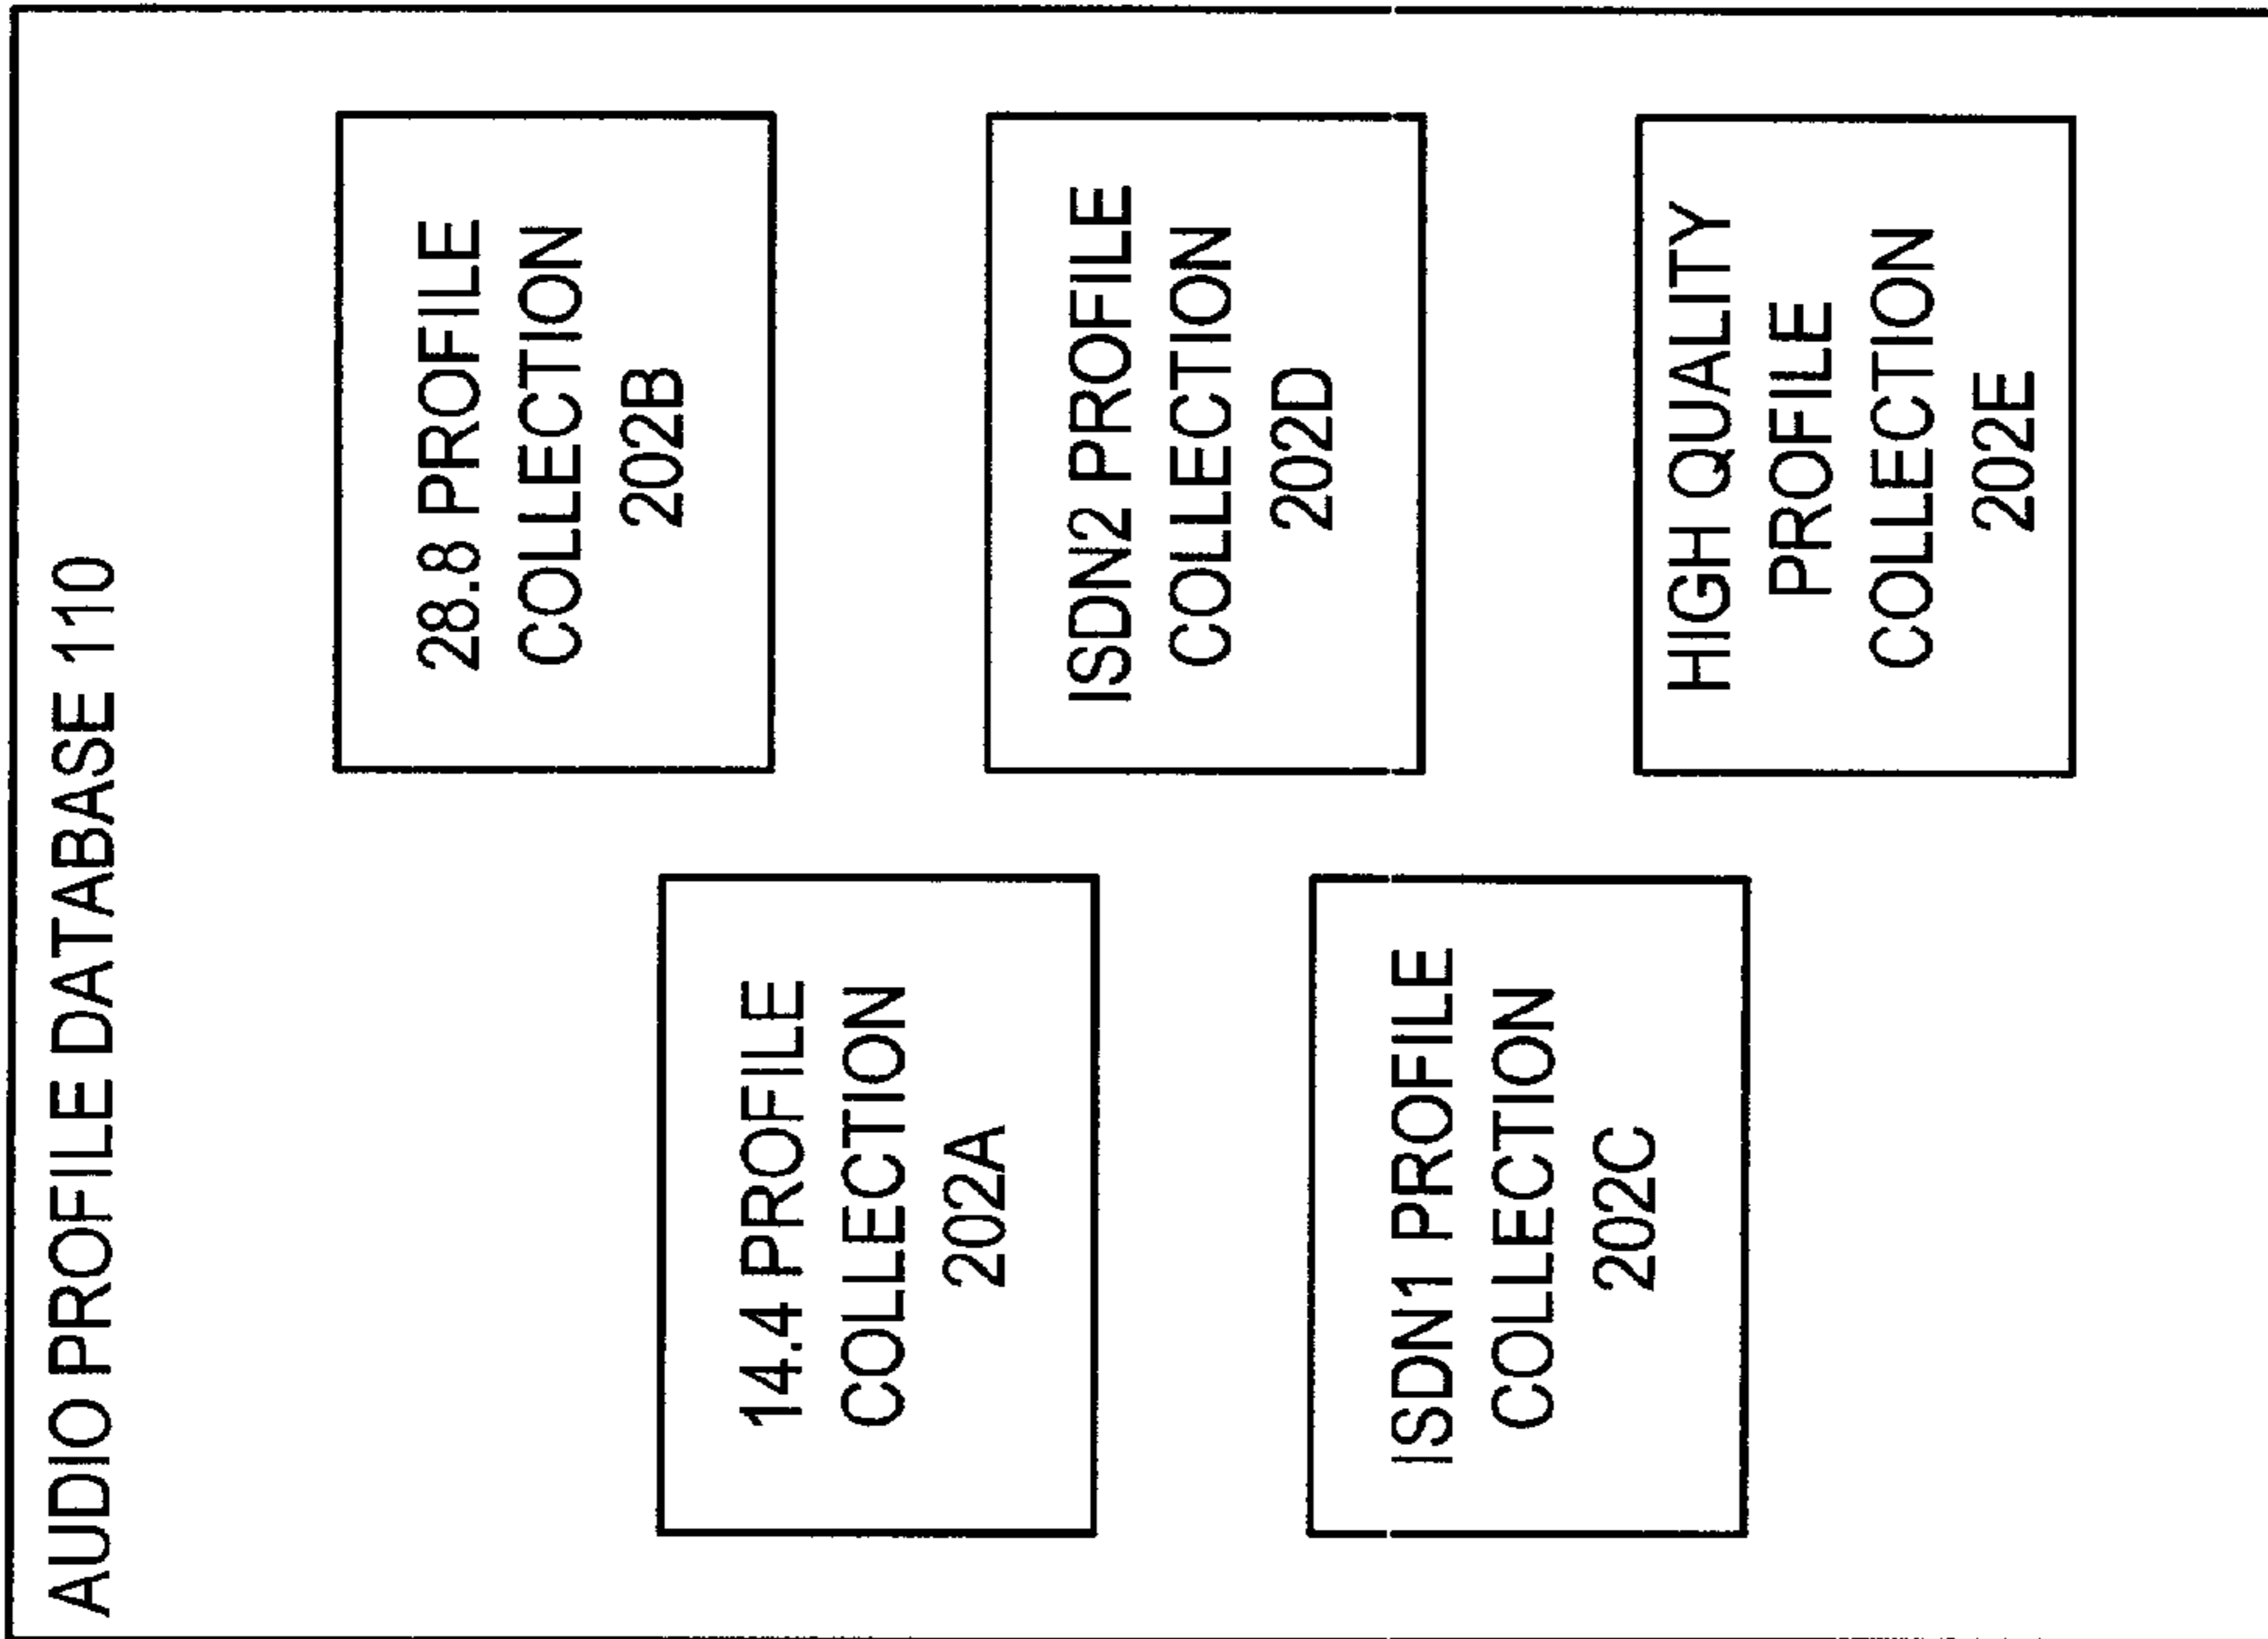 AUDIO PROFILE DATABASE 110
14.4 PROFILE
COLLECTION
202A
28.8 PROFILE
COLLECTION
202B
ISDN1 PROFILE
COLLECTION
202C
ISDN2 PROFILE
COLLECTION
202D
HIGH QUALITY
PROFILE
COLLECTION
202E